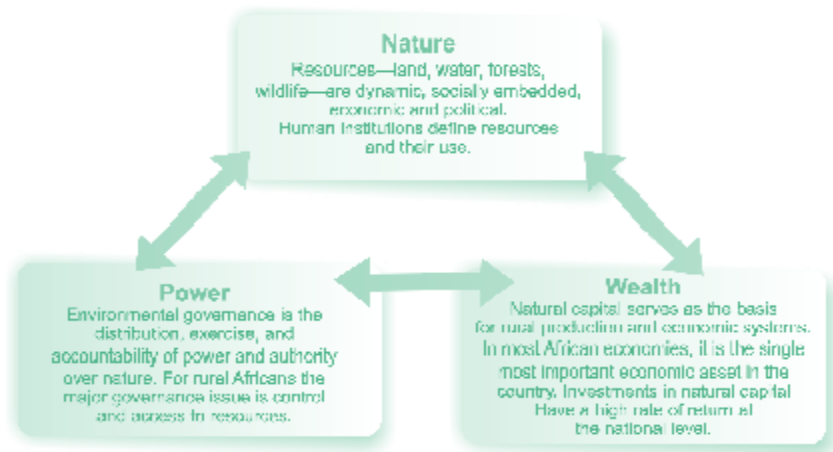 Nature
Resources—land, water, forests,
wildlife—are dynamic, socially embedded,
economic and political.
Human Institutions define resources
and their use.
Power
Environmental governance is the
distribution, exercise, and
accountability of power and authority
over nature. For rural Africans the
major governance issue is control
and access to resources.
Wealth
Natural capital serves as the basis
for rural production and economic systems.
In most African economies, it is the single
most important economic asset in the
country. Investments in natural capital
Have a high rate of return at
the national level.